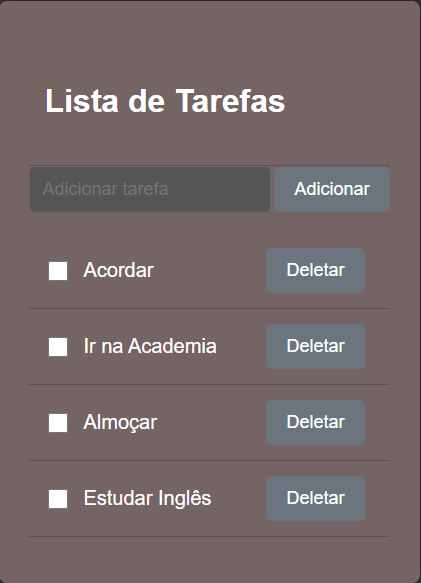 Lista de Tarefas
Adicionar tarefa Adicionar
Acordar Deletar
Ir na Academia Deletar
Almoçar Deletar
Estudar Inglês Deletar